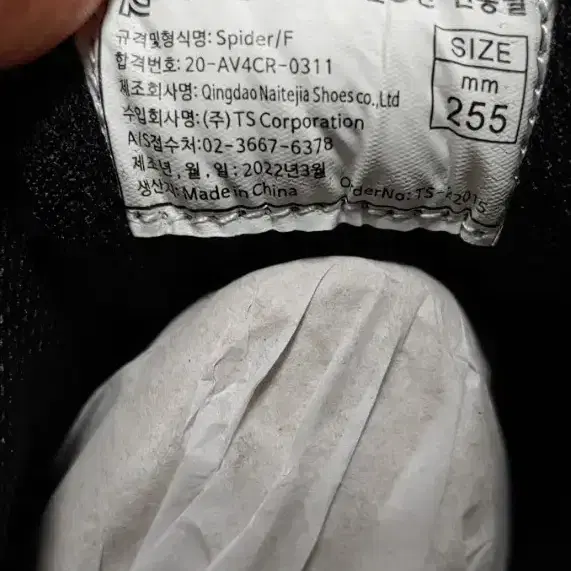 규격및형식명: Spider/F
합격번호: 20-AV4CR-0311
제조회사명: Qingdao Naitejia Shoes co.,Ltd
수입회사명: (주) TS Corporation
A/S접수처: 02-3667-6378
제조년, 월, 일: 2022년3월
생산지: Made in China
OrderNo: TS-22015
SIZE
mm
255